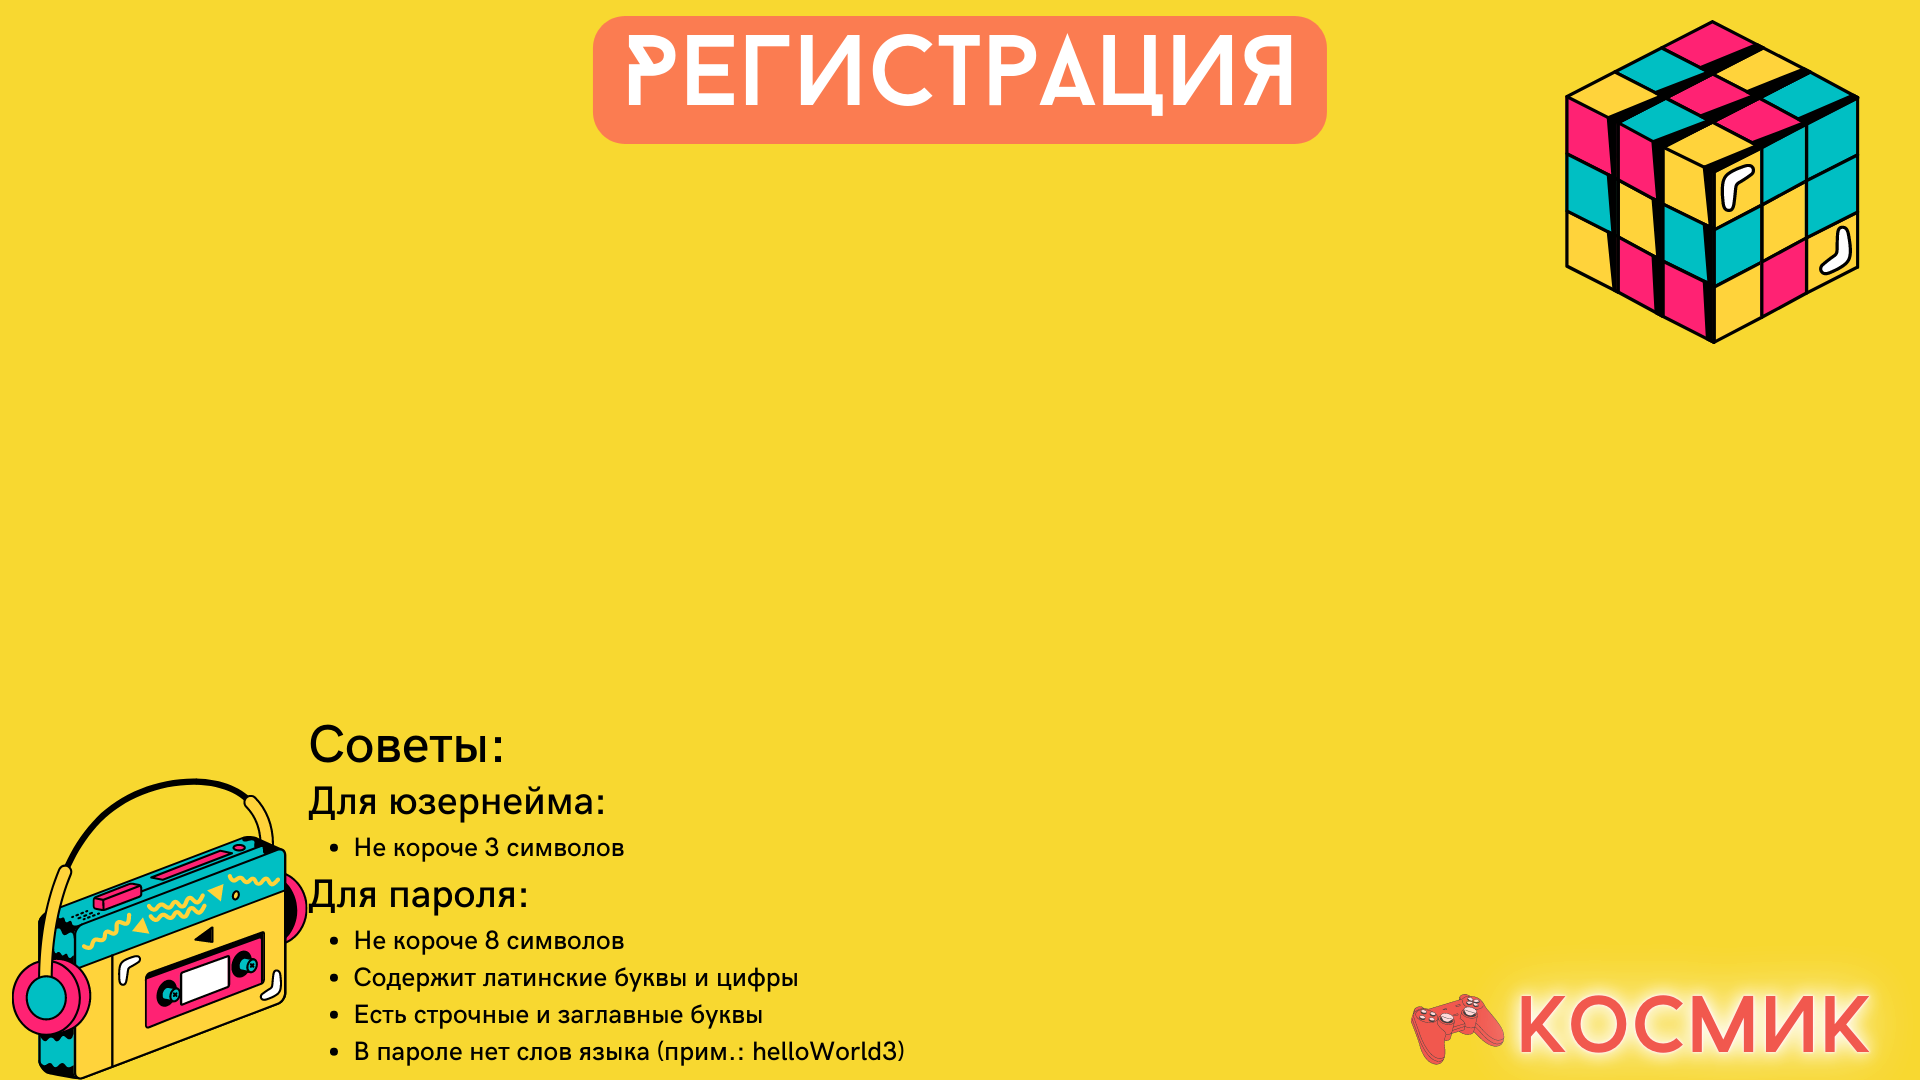 РЕГИСТРАЦИЯ
Советы:
Для юзернейма:
• Не короче 3 символов
Для пароля:
• Не короче 8 символов
• Содержит латинские буквы и цифры
• Есть строчные и заглавные буквы
• В пароле нет слов языка (прим.: helloWorld3)
КОСМИК